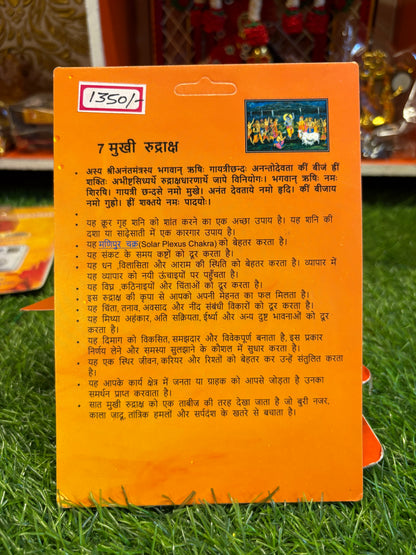 1350/-
7 मुखी रुद्राक्ष
• अस्य श्रीअनंतमंत्रस्य भगवान ऋषिः गायत्रीछन्दः अनन्तोदेवता कीं बीजं ह्रीं
शक्तिः अभीष्टसिध्यर्थे रुद्राक्षधारणार्थे जापे विनियोगः। भगवान ऋषिः नमः
शिरषि। गायत्री छन्दसे नमो मुखे। अनंत देवताये नमो हृदि। कीं बीजाय
नमो गुह्ये। ह्रीं शक्तये नमः पादयोः।
• यह क्रूर गृह शनि को शांत करने का एक अच्छा उपाय है। यह शनि की
दशा या साढ़ेसाती में एक कारगार उपाय है।
• यह मणिपुर चक्र(Solar Plexus Chakra) को बेहतर करता है।
• यह संकट के समय कष्टों को दूर करता है।
• यह धन ,विलासिता और आराम की स्थिति को बेहतर करता है। व्यापार में
यह व्यापार को नयी ऊंचाइयों पर पहुँचता है।
• यह विघ्न ,कठिनाइयों और चिंताओं को दूर करता है।
• इस रुद्राक्ष की कृपा से आपको अपनी मेहनत का फल मिलता है।
• यह चिंता, तनाव, अवसाद और नींद संबंधी विकारों को दूर करता है।
• यह मिथ्या अहंकार, अति सक्रियता, ईर्ष्या और अन्य दुष्ट भावनाओं को दूर
करता है।
• यह दिमाग को विकसित, समझदार और विवेकपूर्ण बनाता है, इस प्रकार
निर्णय लेने और समस्या सुलझाने के कौशल में सुधार करता है।
• यह एक स्थिर जीवन, करियर और रिश्तों को बेहतर कर उन्हें संतुलित करता
है।
• यह आपके कार्य क्षेत्र में जनता या ग्राहक को आपसे जोड़ता है उनका
समर्थन प्राप्त करवाता है।
• सात मुखी रुद्राक्ष को एक ताबीज की तरह देखा जाता है जो बुरी नजर,
काला जादू, तांत्रिक हमलों और सर्पदंश के खतरे से बचाता है।